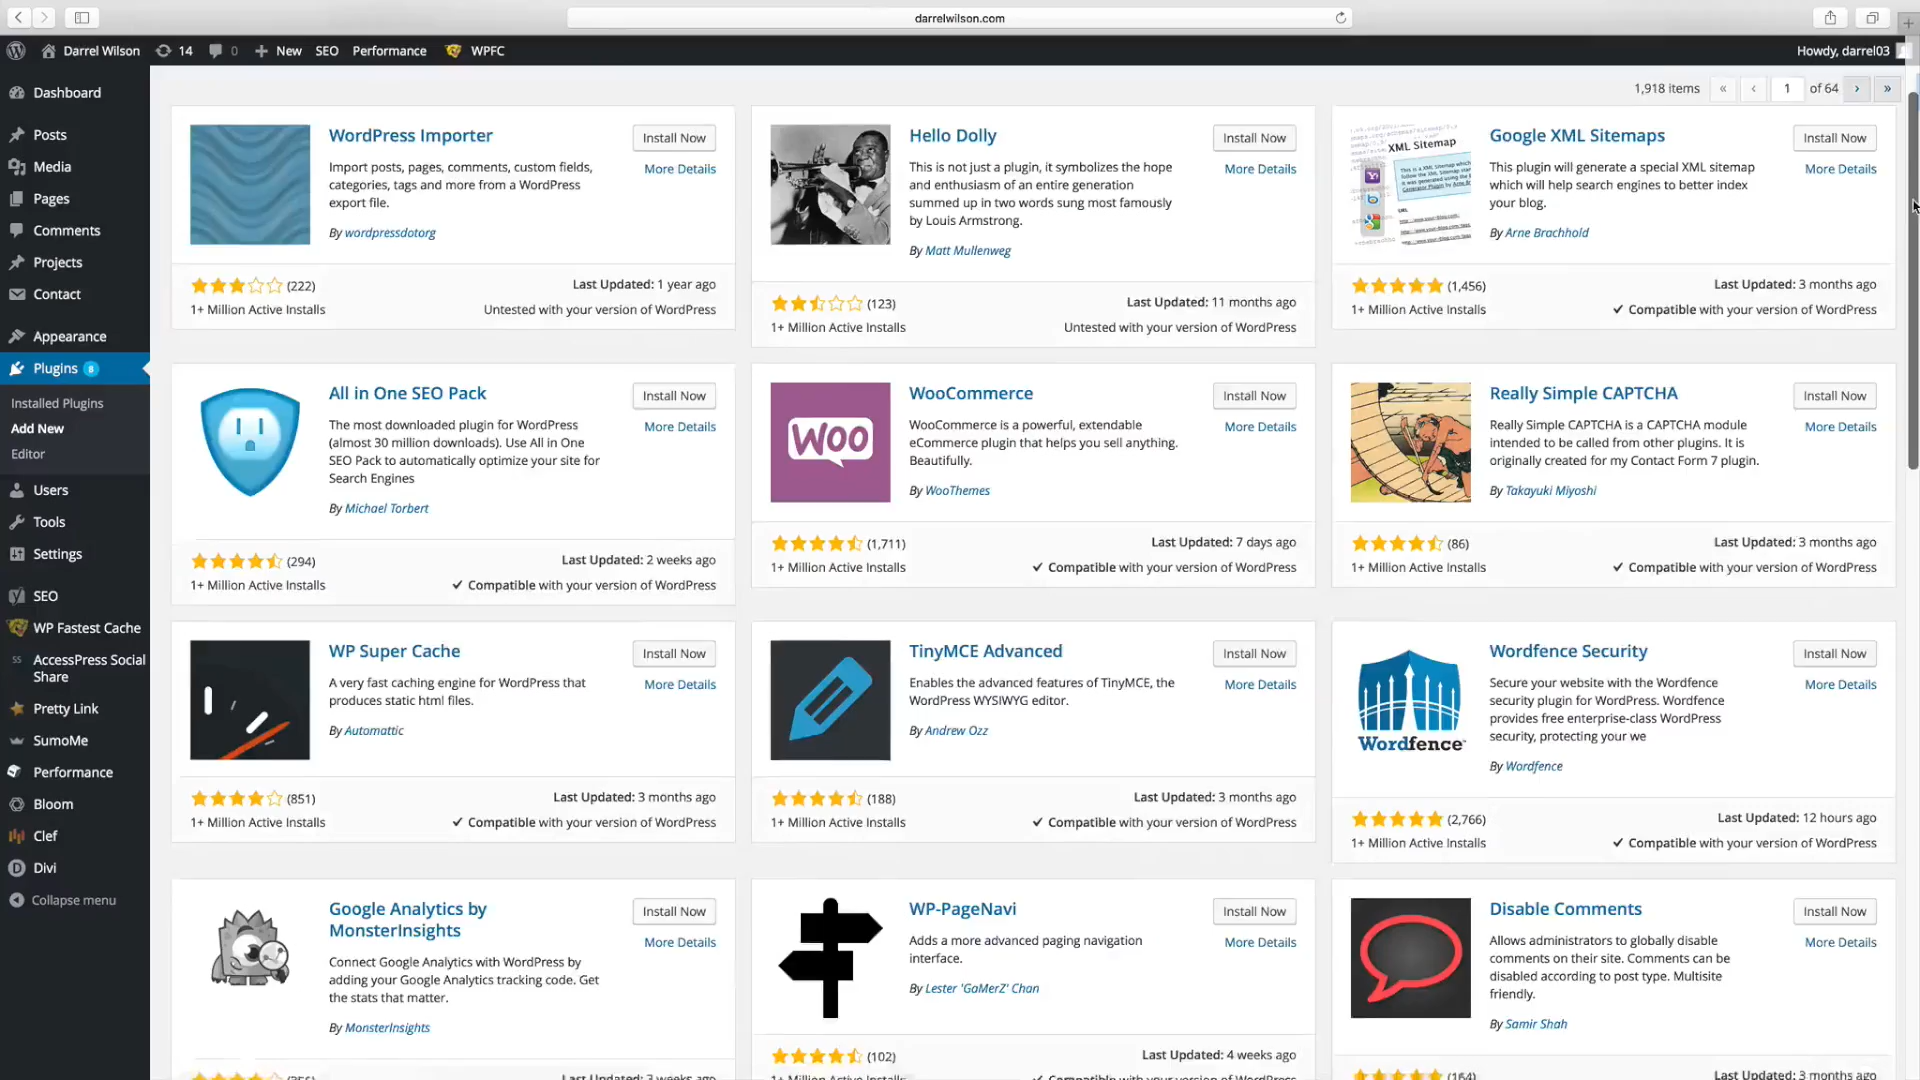 darrelwilson.com
Darrel Wilson 14 0 New SEO Performance WPFC Howdy, darrel03
Dashboard
Posts
Media
Pages
Comments
Projects
Contact
Appearance
Plugins 8
Installed Plugins
Add New
Editor
Users
Tools
Settings
SEO
WP Fastest Cache
AccessPress Social
Share
Pretty Link
SumoMe
Performance
Bloom
Clef
Divi
Collapse menu
1,918 items « ‹ 1 of 64 › »
WordPress Importer
Install Now
More Details
Import posts, pages, comments, custom fields,
categories, tags and more from a WordPress
export file.
By wordpressdotorg
(222)
Last Updated: 1 year ago
1+ Million Active Installs
Untested with your version of WordPress
Hello Dolly
Install Now
More Details
This is not just a plugin, it symbolizes the hope
and enthusiasm of an entire generation
summed up in two words sung most famously
by Louis Armstrong.
By Matt Mullenweg
(123)
Last Updated: 11 months ago
1+ Million Active Installs
Untested with your version of WordPress
XML Sitemap
Google XML Sitemaps
Install Now
More Details
This plugin will generate a special XML sitemap
which will help search engines to better index
your blog.
By Arne Brachhold
(1,456)
Last Updated: 3 months ago
1+ Million Active Installs
✓ Compatible with your version of WordPress
All in One SEO Pack
Install Now
More Details
The most downloaded plugin for WordPress
(almost 30 million downloads). Use All in One
SEO Pack to automatically optimize your site for
Search Engines
By Michael Torbert
(294)
Last Updated: 2 weeks ago
1+ Million Active Installs
✓ Compatible with your version of WordPress
WOO
WooCommerce
Install Now
More Details
WooCommerce is a powerful, extendable
eCommerce plugin that helps you sell anything.
Beautifully.
By WooThemes
(1,711)
Last Updated: 7 days ago
1+ Million Active Installs
✓ Compatible with your version of WordPress
Really Simple CAPTCHA
Install Now
More Details
Really Simple CAPTCHA is a CAPTCHA module
intended to be called from other plugins. It is
originally created for my Contact Form 7 plugin.
By Takayuki Miyoshi
(86)
Last Updated: 3 months ago
1+ Million Active Installs
✓ Compatible with your version of WordPress
WP Super Cache
Install Now
More Details
A very fast caching engine for WordPress that
produces static html files.
By Automattic
(851)
Last Updated: 3 months ago
1+ Million Active Installs
✓ Compatible with your version of WordPress
TinyMCE Advanced
Install Now
More Details
Enables the advanced features of TinyMCE, the
WordPress WYSIWYG editor.
By Andrew Ozz
(188)
Last Updated: 3 months ago
1+ Million Active Installs
✓ Compatible with your version of WordPress
Wordfence
Wordfence Security
Install Now
More Details
Secure your website with the Wordfence
security plugin for WordPress. Wordfence
provides free enterprise-class WordPress
security, protecting your we
By Wordfence
(2,766)
Last Updated: 12 hours ago
1+ Million Active Installs
✓ Compatible with your version of WordPress
Google Analytics by
MonsterInsights
Install Now
More Details
Connect Google Analytics with WordPress by
adding your Google Analytics tracking code. Get
the stats that matter.
By MonsterInsights
Last Updated: 3 weeks ago
WP-PageNavi
Install Now
More Details
Adds a more advanced paging navigation
interface.
By Lester 'GaMerZ' Chan
(102)
Last Updated: 4 weeks ago
1+ Million Active Installs
✓ Compatible with your version of WordPress
Disable Comments
Install Now
More Details
Allows administrators to globally disable
comments on their site. Comments can be
disabled according to post type. Multisite
friendly.
By Samir Shah
(164)
Last Updated: 3 months ago